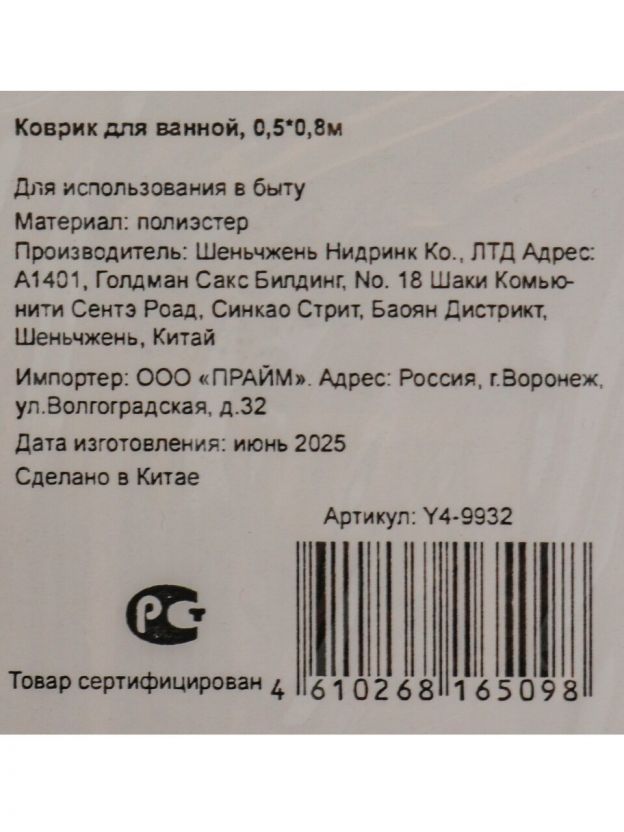 Коврик для ванной, 0,5*0,8м
Для использования в быту
Материал: полиэстер
Производитель: Шеньчжень Нидринк Ко., ЛТД Адрес:
А1401, Голдман Сакс Билдинг, No. 18 Шаки Комью-
нити Сентэ Роад, Синкао Стрит, Баоян Дистрикт,
Шеньчжень, Китай
Импортер: ООО «ПРАЙМ». Адрес: Россия, г.Воронеж,
ул.Волгоградская, д.32
Дата изготовления: июнь 2025
Сделано в Китае
Артикул: Y4-9932
РСТ
Товар сертифицирован
4 610268 165098